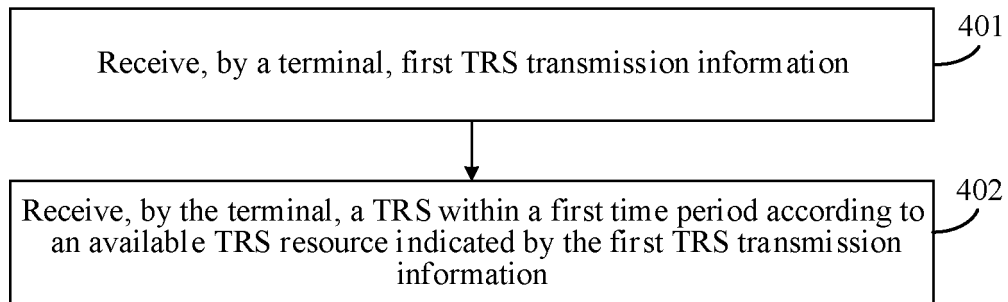 401
Receive, by a terminal, first TRS transmission information
402
Receive, by the terminal, a TRS within a first time period according to
an available TRS resource indicated by the first TRS transmission
information